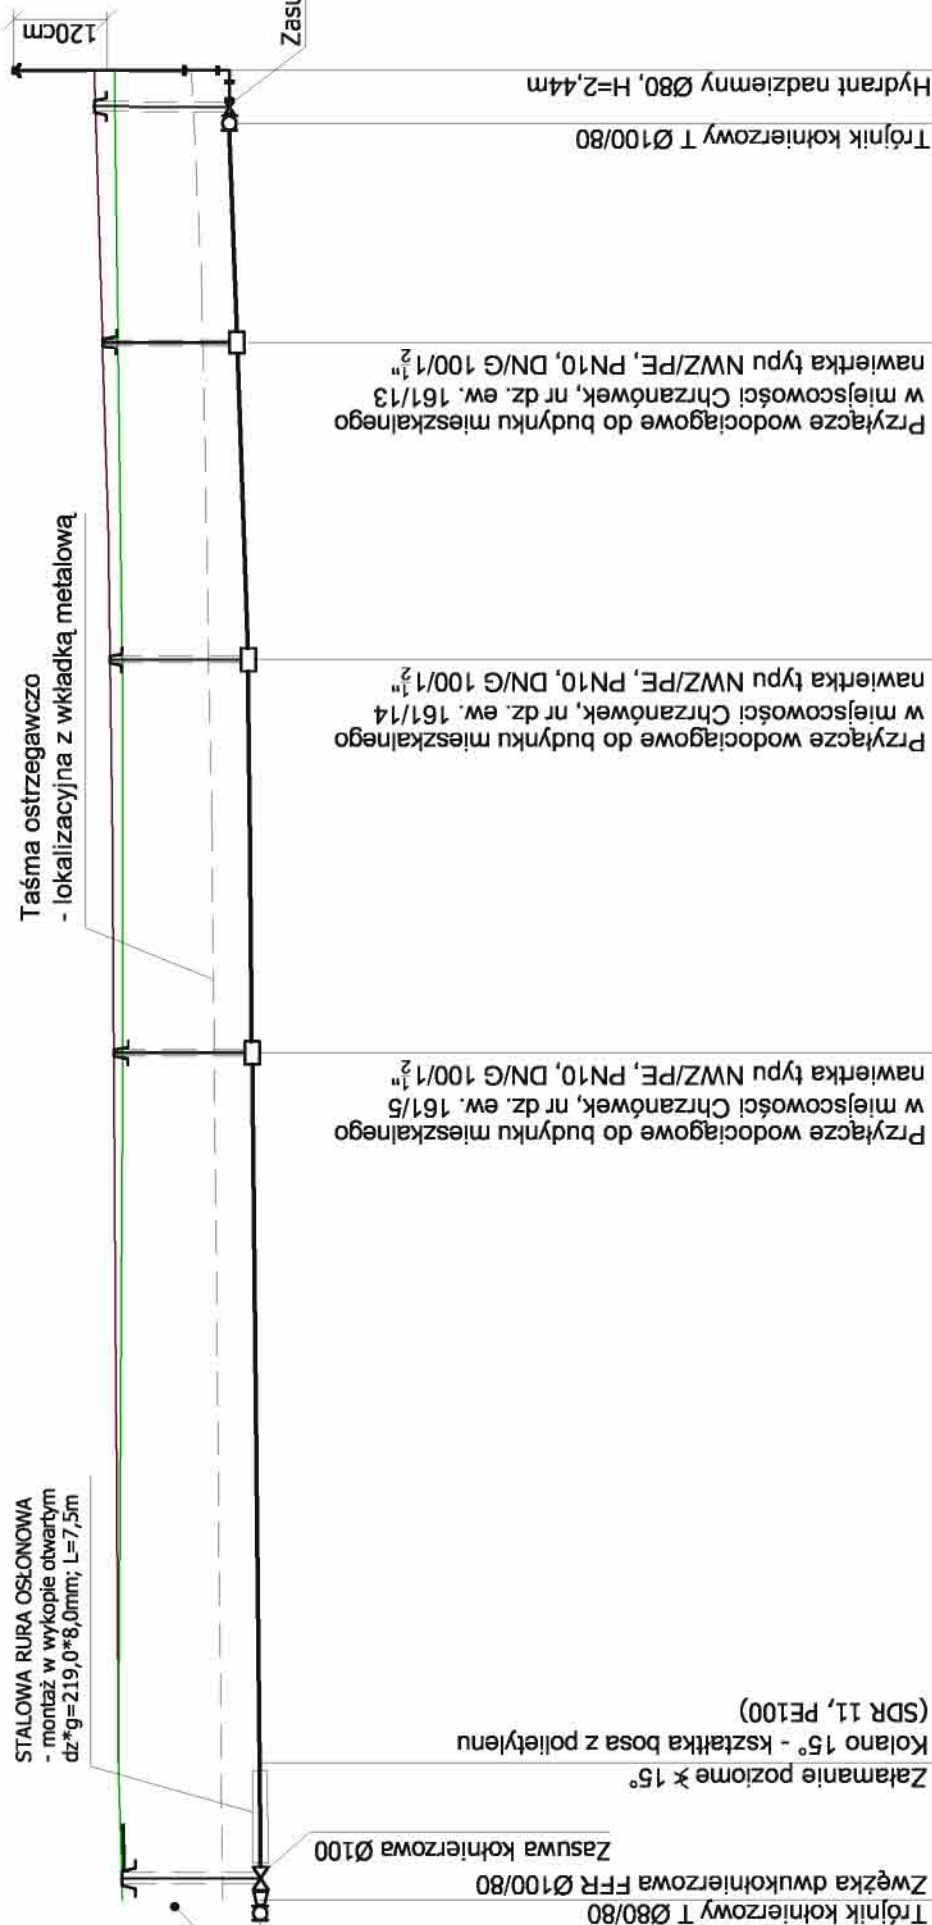 120cm
Zasu
Hydrant nadziemny Ø80, H=2,44m
Trójnik kołnierzowy T Ø100/80
nawiertka typu NWZ/PE, PN10, DN/G 100/1½"
w miejscowości Chrzanówek, nr dz. ew. 161/13
Przyłącze wodociągowe do budynku mieszkalnego
Taśma ostrzegawczo
- lokalizacyjna z wkładką metalową
nawiertka typu NWZ/PE, PN10, DN/G 100/1½"
w miejscowości Chrzanówek, nr dz. ew. 161/14
Przyłącze wodociągowe do budynku mieszkalnego
nawiertka typu NWZ/PE, PN10, DN/G 100/1½"
w miejscowości Chrzanówek, nr dz. ew. 161/5
Przyłącze wodociągowe do budynku mieszkalnego
STALOWA RURA OSŁONOWA
- montaż w wykopie otwartym
dz*g=219,0*8,0mm; L=7,5m
(SDR 11, PE100)
Kolano 15° - kształtka bosa z polietylenu
Załamanie poziome ∢ 15°
Zasuwa kołnierzowa Ø100
Zwężka dwukołnierzowa FFR Ø100/80
Trójnik kołnierzowy T Ø80/80